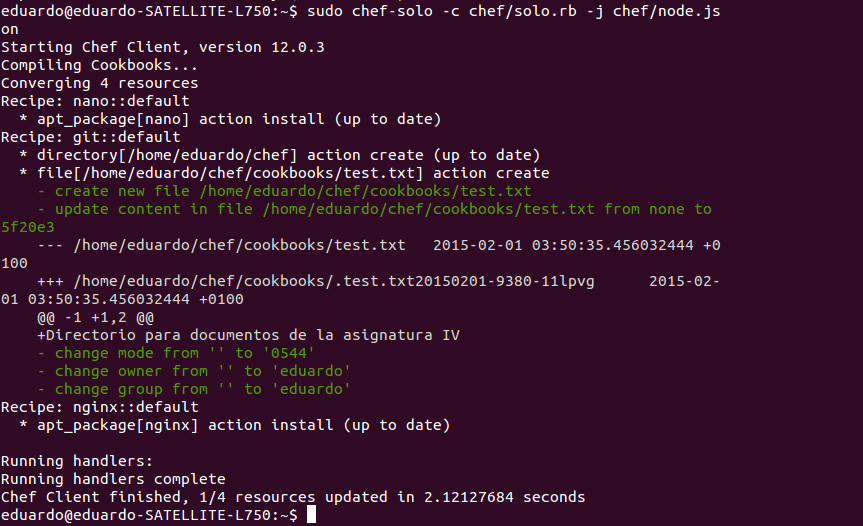 eduardo@eduardo-SATELLITE-L750:~$ sudo chef-solo -c chef/solo.rb -j chef/node.js
on
Starting Chef Client, version 12.0.3
Compiling Cookbooks...
Converging 4 resources
Recipe: nano::default
  * apt_package[nano] action install (up to date)
Recipe: git::default
  * directory[/home/eduardo/chef] action create (up to date)
  * file[/home/eduardo/chef/cookbooks/test.txt] action create
    - create new file /home/eduardo/chef/cookbooks/test.txt
    - update content in file /home/eduardo/chef/cookbooks/test.txt from none to
5f20e3
    --- /home/eduardo/chef/cookbooks/test.txt   2015-02-01 03:50:35.456032444 +0
100
    +++ /home/eduardo/chef/cookbooks/.test.txt20150201-9380-11lpvg      2015-02-
01 03:50:35.456032444 +0100
    @@ -1 +1,2 @@
    +Directorio para documentos de la asignatura IV
    - change mode from '' to '0544'
    - change owner from '' to 'eduardo'
    - change group from '' to 'eduardo'
Recipe: nginx::default
  * apt_package[nginx] action install (up to date)

Running handlers:
Running handlers complete
Chef Client finished, 1/4 resources updated in 2.12127684 seconds
eduardo@eduardo-SATELLITE-L750:~$